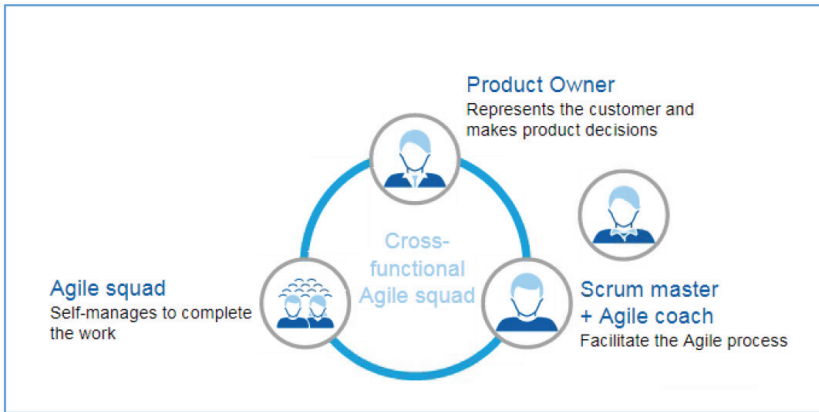 Product Owner
Represents the customer and
makes product decisions
Cross-
functional
Agile squad
Agile squad
Self-manages to complete
the work
Scrum master
+ Agile coach
Facilitate the Agile process